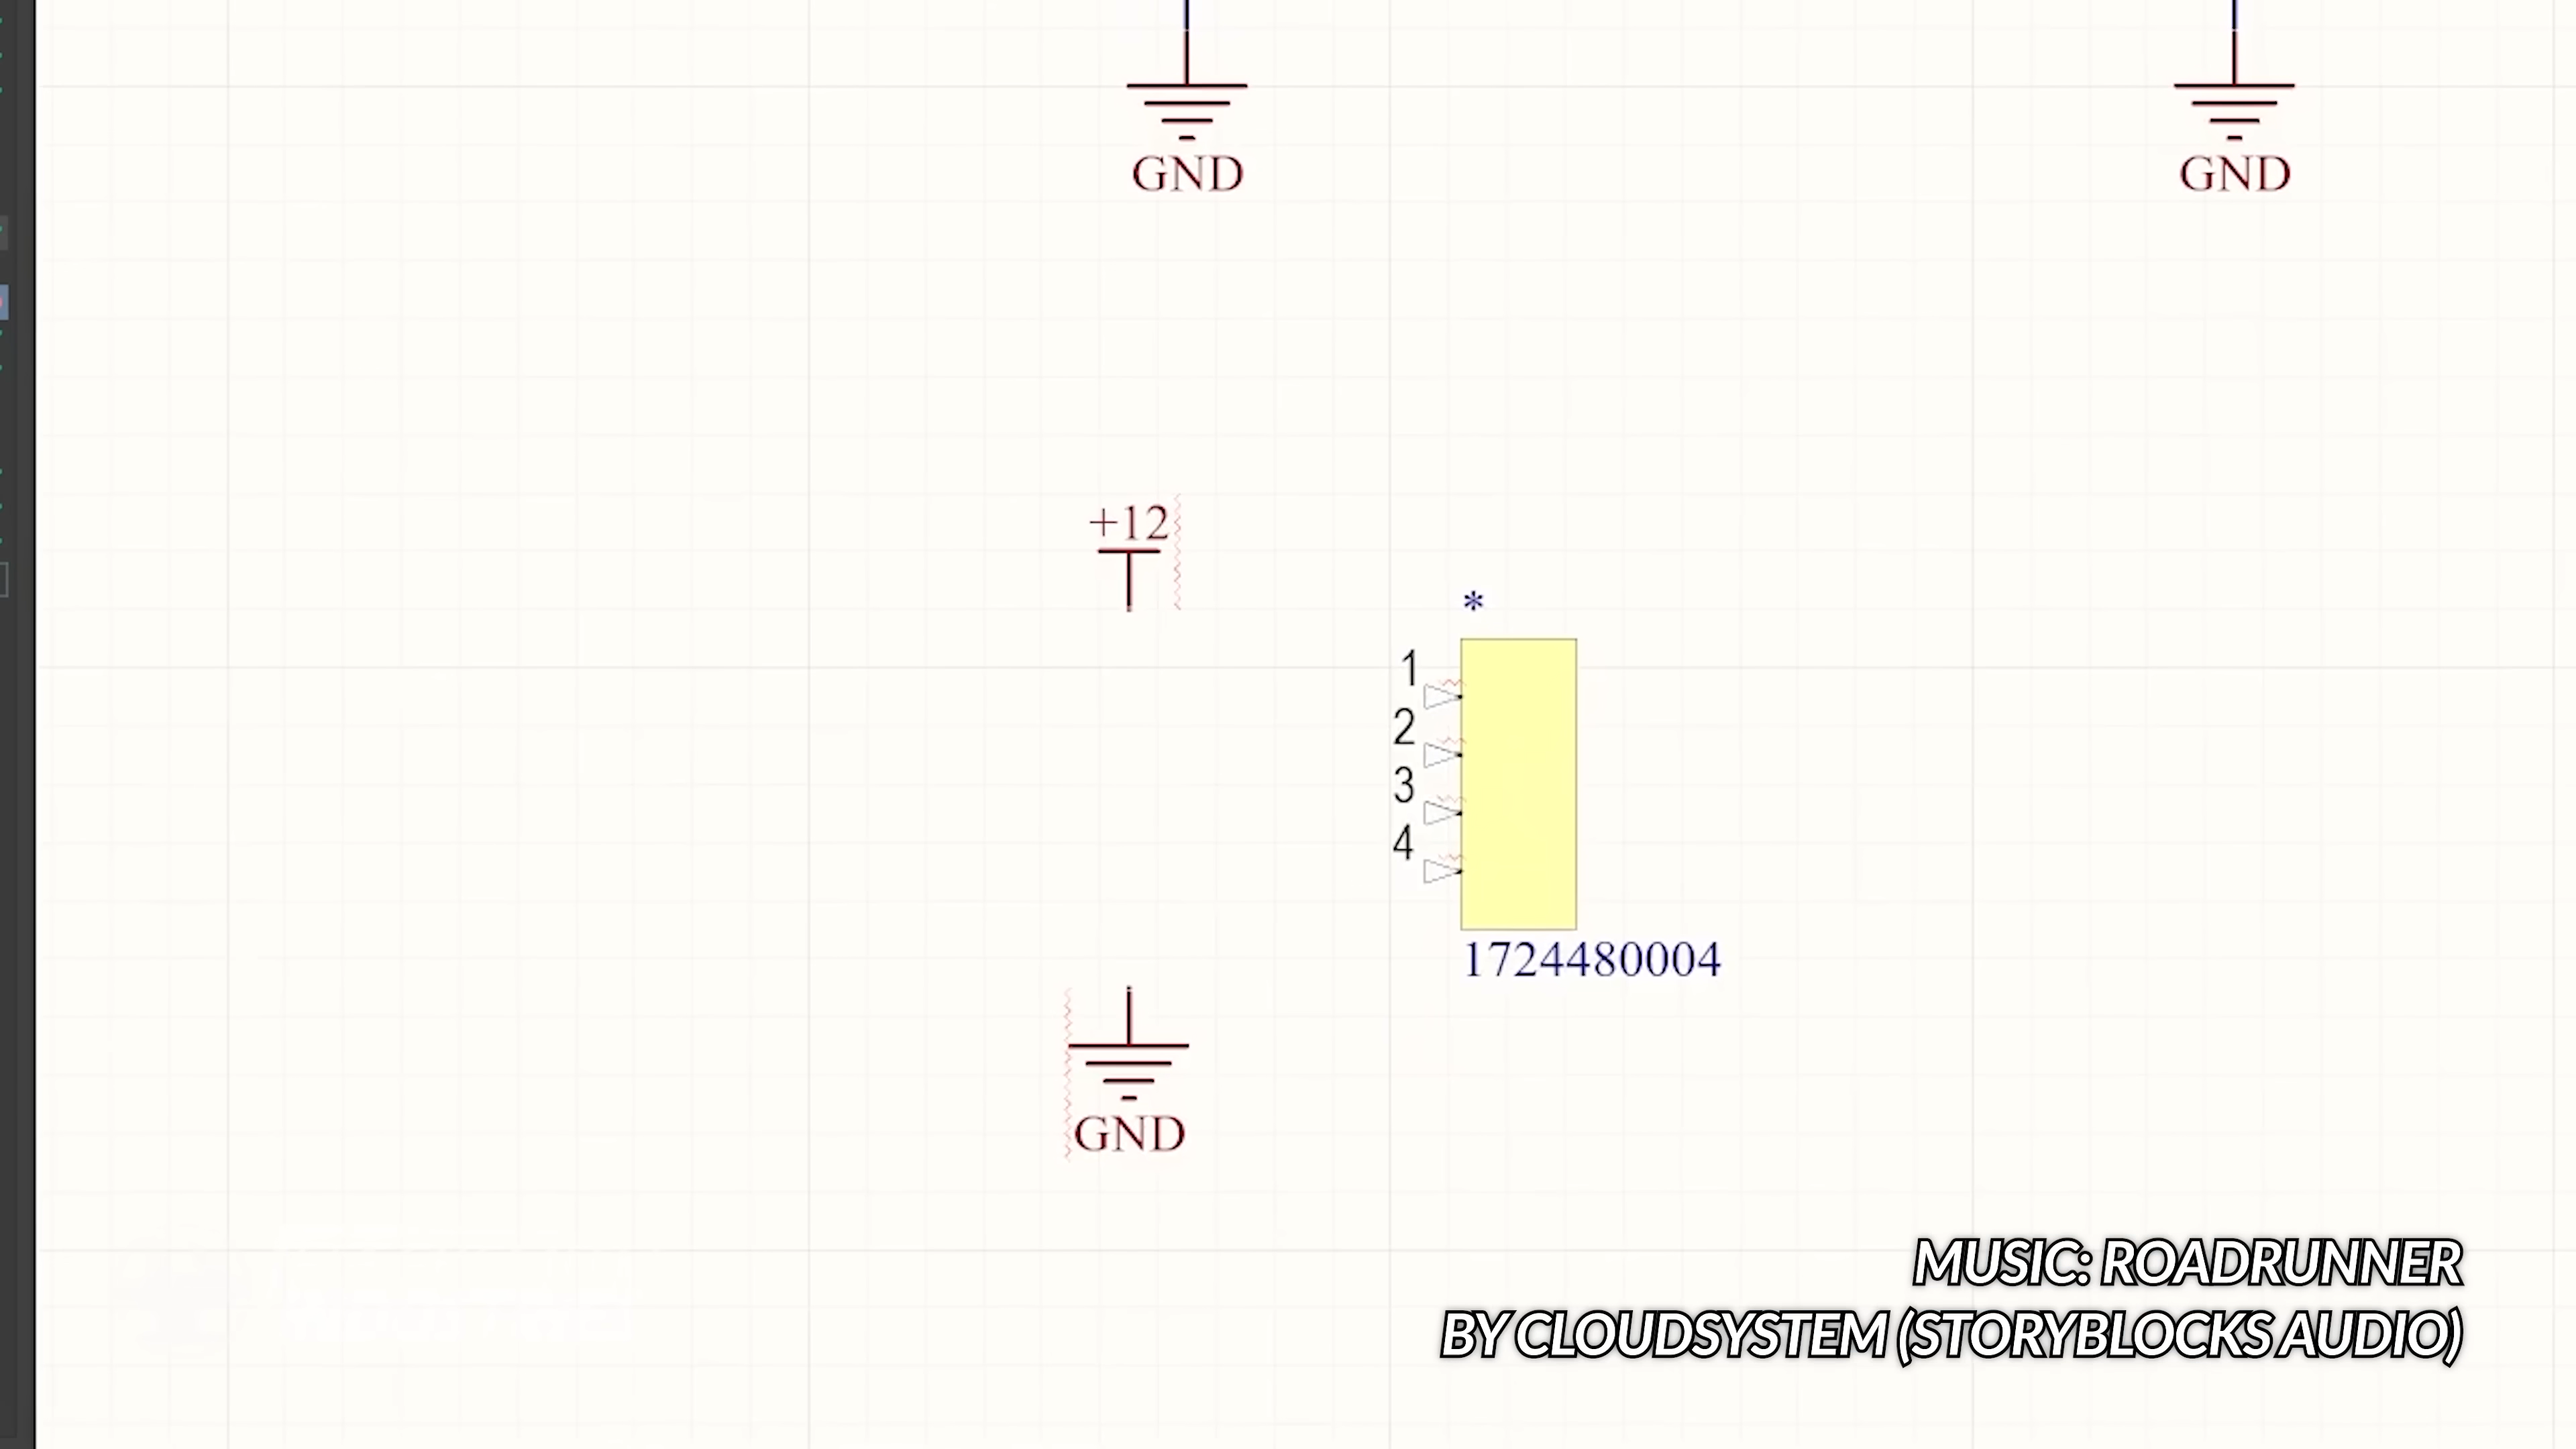 GND
GND
+12
*
1
2
3
4
1724480004
GND
MUSIC: ROADRUNNER
BY CLOUDSYSTEM (STORYBLOCKS AUDIO)